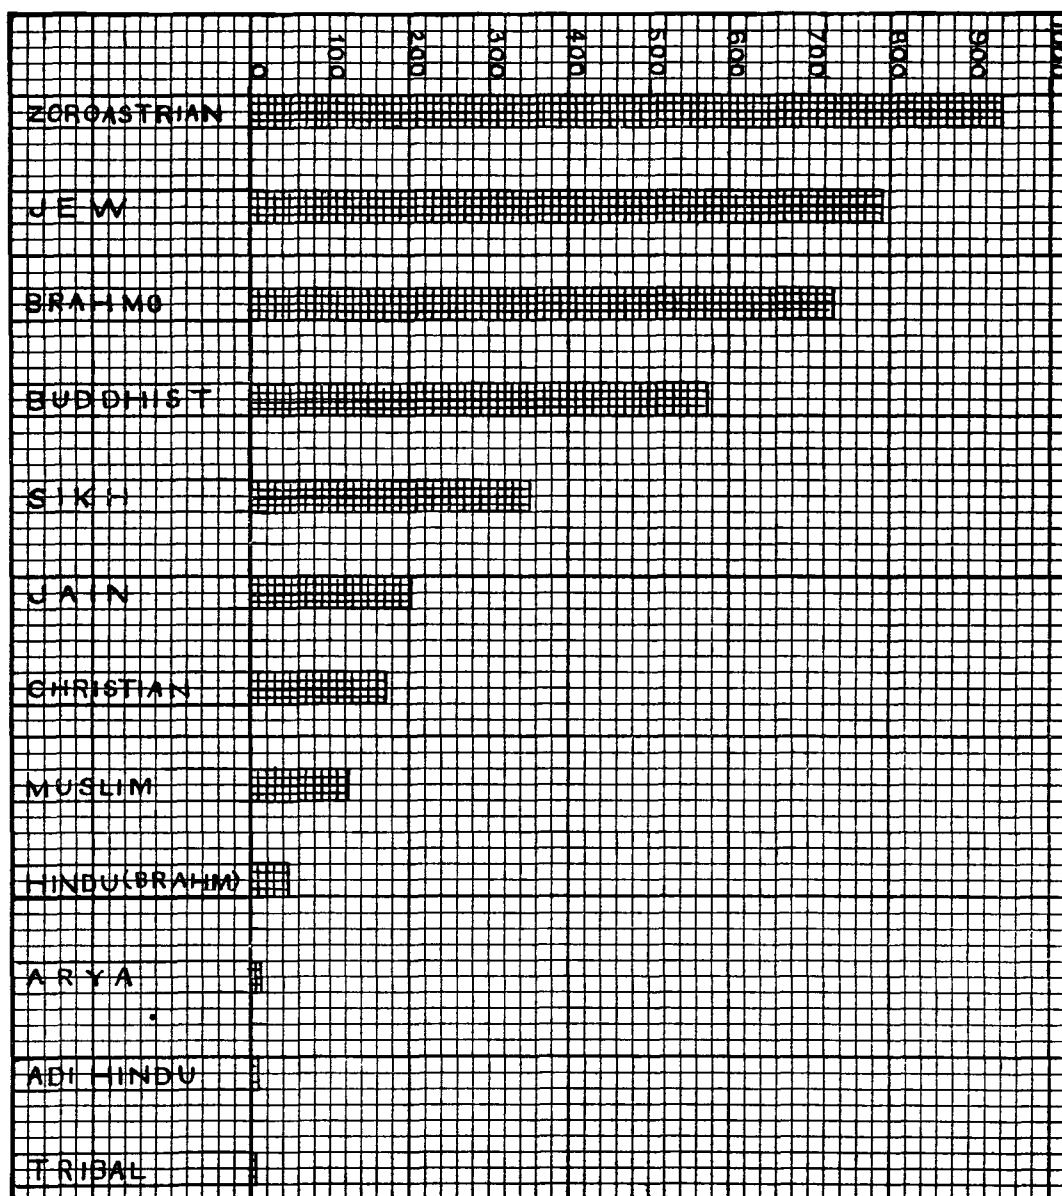 0 100 200 300 400 500 600 700 800 900 1000
ZOROASTRIAN
JEW
BRAHMO
BUDDHIST
SIKH
JAIN
CHRISTIAN
MUSLIM
HINDU(BRAHM)
ARYA
ADI HINDU
TRIBAL